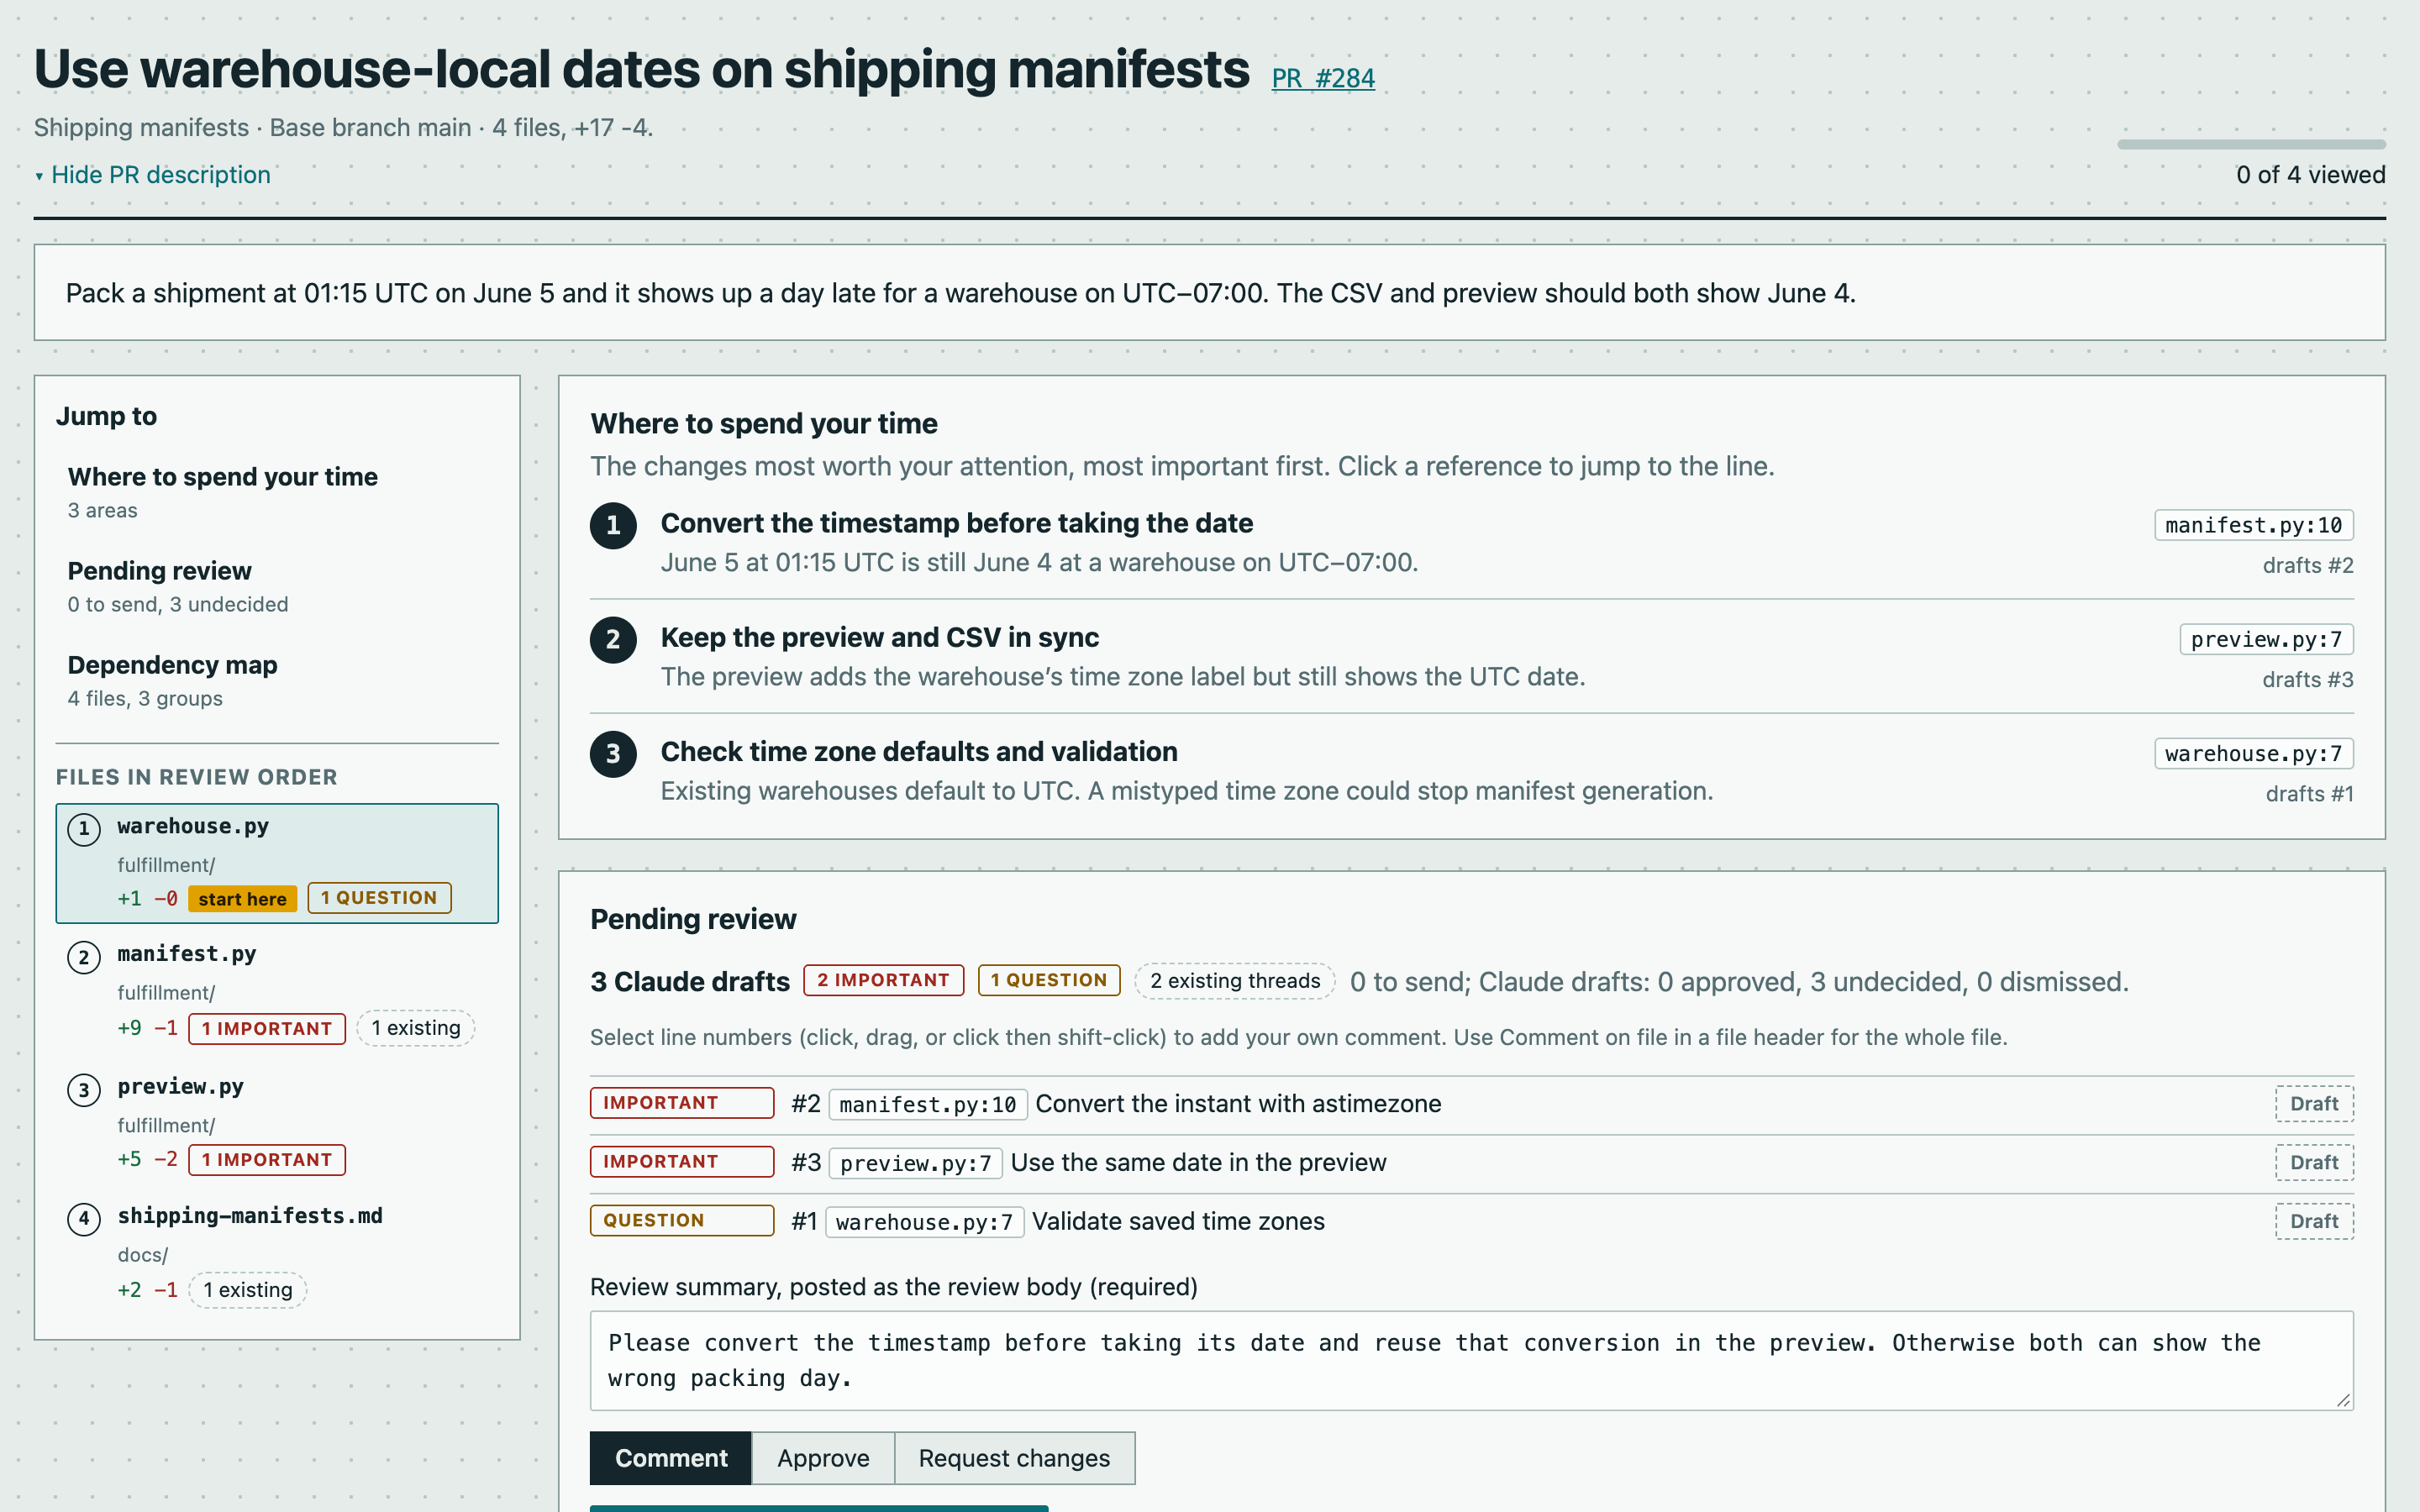 Use warehouse-local dates on shipping manifests PR #284
Shipping manifests · Base branch main · 4 files, +17 -4.
▾ Hide PR description
0 of 4 viewed
Pack a shipment at 01:15 UTC on June 5 and it shows up a day late for a warehouse on UTC−07:00. The CSV and preview should both show June 4.
Jump to
Where to spend your time
3 areas
Pending review
0 to send, 3 undecided
Dependency map
4 files, 3 groups
FILES IN REVIEW ORDER
1 warehouse.py
fulfillment/
+1 −0 start here 1 QUESTION
2 manifest.py
fulfillment/
+9 −1 1 IMPORTANT 1 existing
3 preview.py
fulfillment/
+5 −2 1 IMPORTANT
4 shipping-manifests.md
docs/
+2 −1 1 existing
Where to spend your time
The changes most worth your attention, most important first. Click a reference to jump to the line.
1 Convert the timestamp before taking the date manifest.py:10
June 5 at 01:15 UTC is still June 4 at a warehouse on UTC−07:00. drafts #2
2 Keep the preview and CSV in sync preview.py:7
The preview adds the warehouse’s time zone label but still shows the UTC date. drafts #3
3 Check time zone defaults and validation warehouse.py:7
Existing warehouses default to UTC. A mistyped time zone could stop manifest generation. drafts #1
Pending review
3 Claude drafts 2 IMPORTANT 1 QUESTION 2 existing threads 0 to send; Claude drafts: 0 approved, 3 undecided, 0 dismissed.
Select line numbers (click, drag, or click then shift-click) to add your own comment. Use Comment on file in a file header for the whole file.
IMPORTANT #2 manifest.py:10 Convert the instant with astimezone Draft
IMPORTANT #3 preview.py:7 Use the same date in the preview Draft
QUESTION #1 warehouse.py:7 Validate saved time zones Draft
Review summary, posted as the review body (required)
Please convert the timestamp before taking its date and reuse that conversion in the preview. Otherwise both can show the
wrong packing day.
Comment Approve Request changes